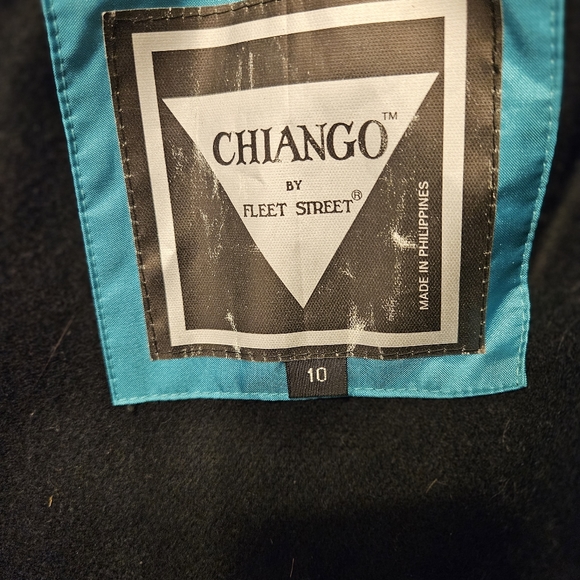 CHIANGO™
BY
FLEET STREET®
MADE IN PHILIPPINES
10